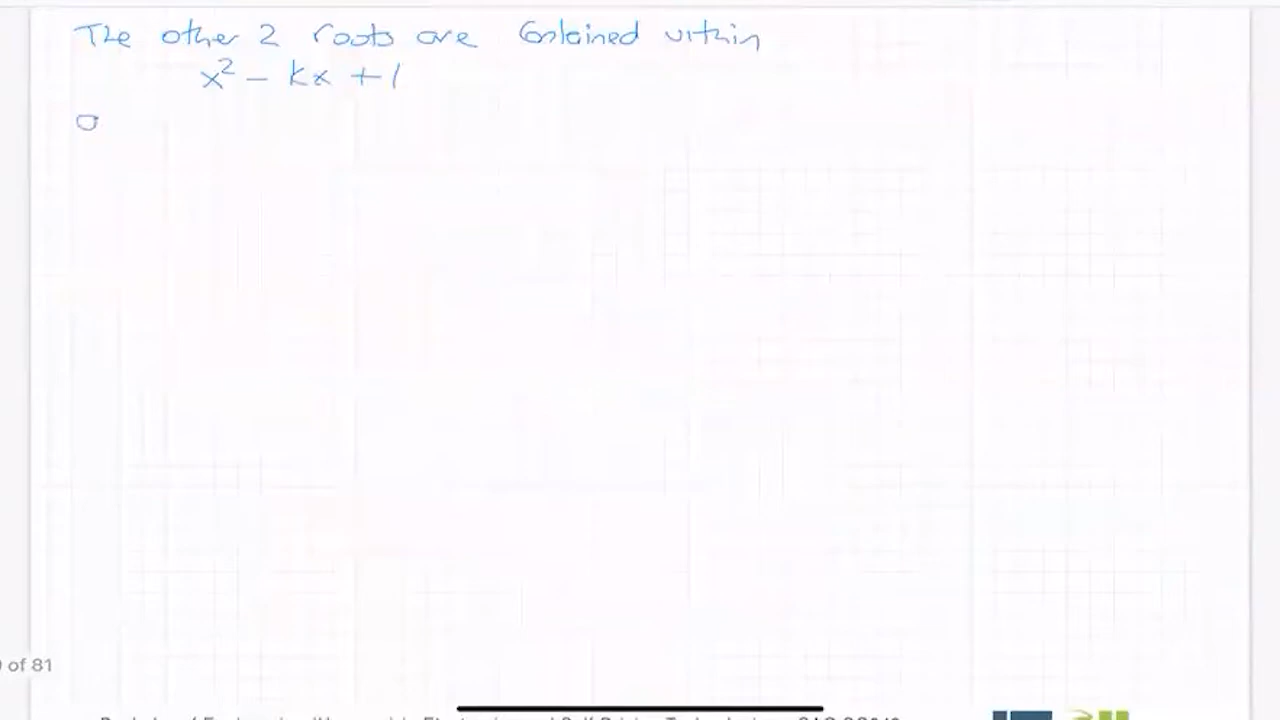 The other 2 roots are contained within
x² - kx + 1
of 81